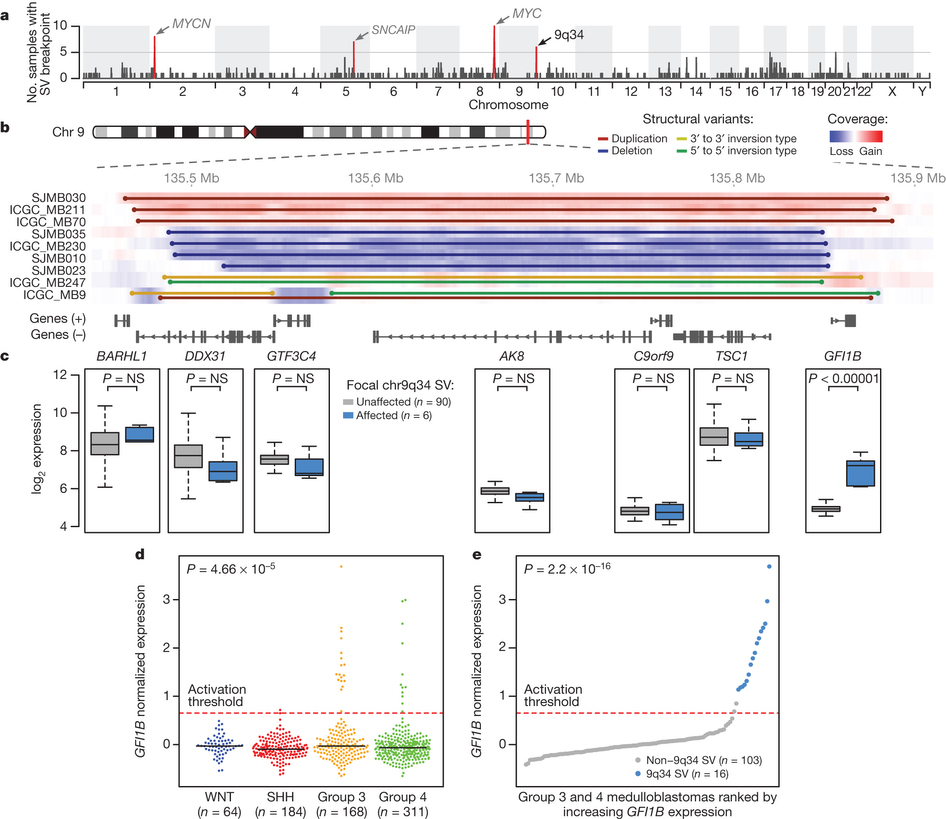 a
No. samples with
SV breakpoint
10
5
0
MYCN
SNCAIP
MYC
9q34
1 2 3 4 5 6 7 8 9 10 11 12 13 14 15 16 17 18 19 20 21 22 X Y
Chromosome
b
Chr 9
Structural variants:
Duplication
Deletion
3′ to 3′ inversion type
5′ to 5′ inversion type
Coverage:
Loss Gain
135.5 Mb 135.6 Mb 135.7 Mb 135.8 Mb 135.9 Mb
SJMB030
ICGC_MB211
ICGC_MB70
SJMB035
ICGC_MB230
SJMB010
SJMB023
ICGC_MB247
ICGC_MB9
Genes (+)
Genes (–)
c
BARHL1 DDX31 GTF3C4 AK8 C9orf9 TSC1 GFI1B
P = NS P = NS P = NS P = NS P = NS P = NS P < 0.00001
Focal chr9q34 SV:
Unaffected (n = 90)
Affected (n = 6)
log2 expression
12
10
8
6
4
d
P = 4.66 × 10−5
GFI1B normalized expression
3
2
1
0
Activation
threshold
WNT SHH Group 3 Group 4
(n = 64) (n = 184) (n = 168) (n = 311)
e
P = 2.2 × 10−16
GFI1B normalized expression
3
2
1
0
Activation
threshold
Non–9q34 SV (n = 103)
9q34 SV (n = 16)
Group 3 and 4 medulloblastomas ranked by
increasing GFI1B expression